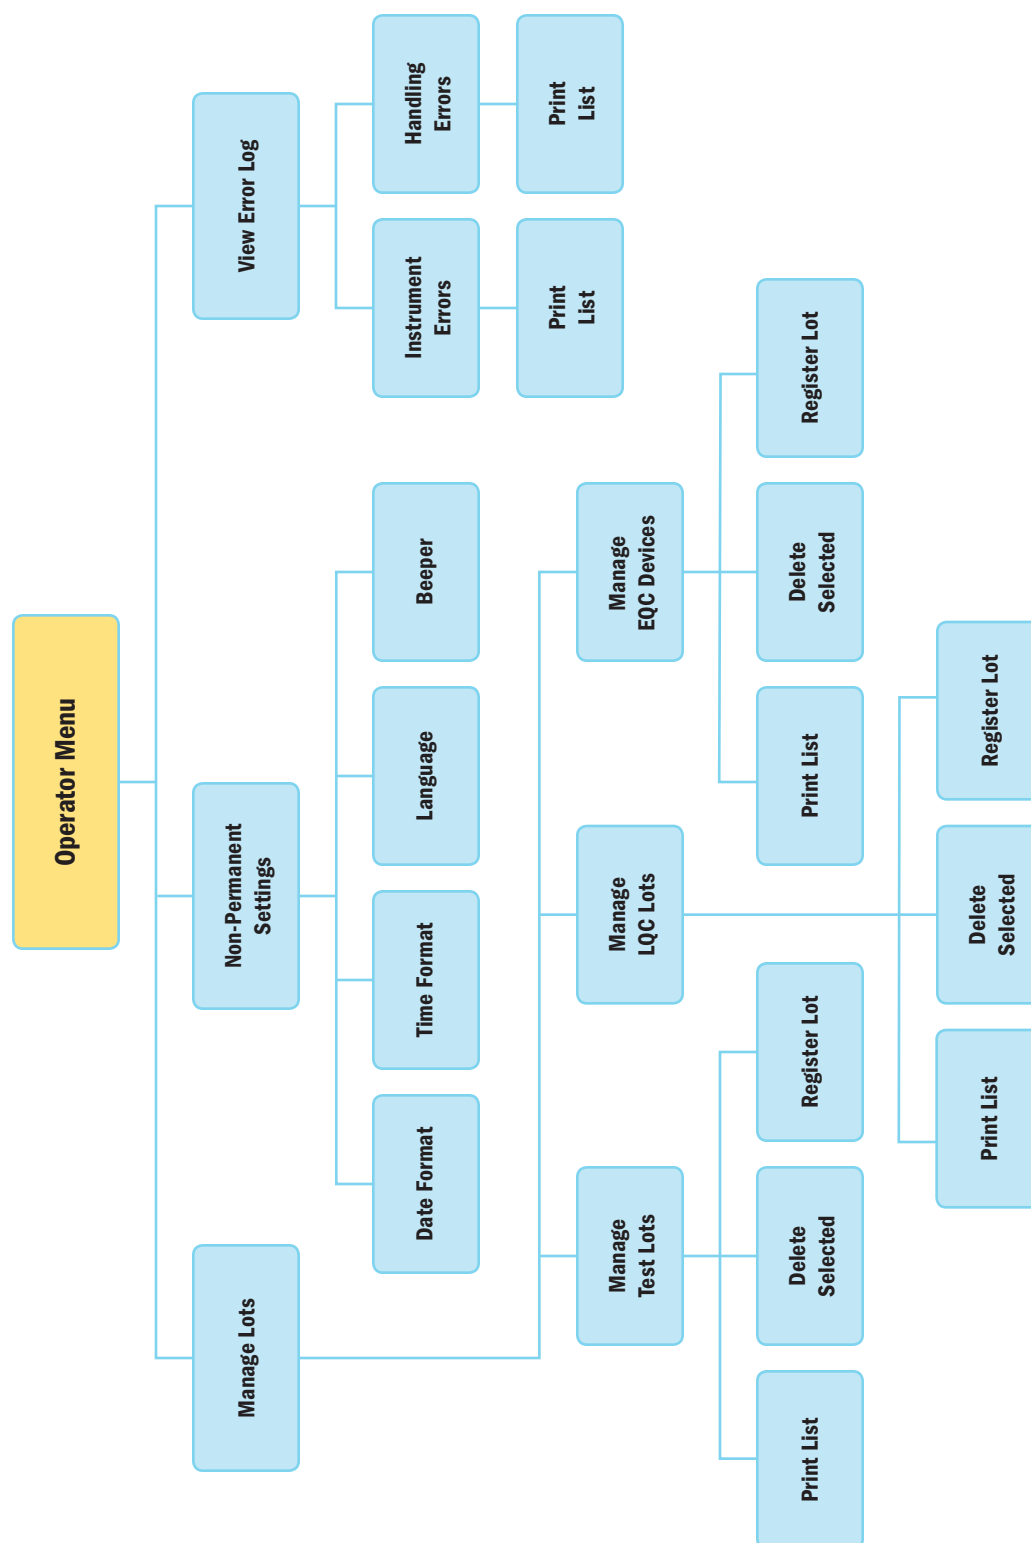 Operator Menu
Manage Lots
Non-Permanent
Settings
View Error Log
Date Format
Time Format
Language
Beeper
Instrument
Errors
Handling
Errors
Print
List
Print
List
Manage
Test Lots
Manage
LQC Lots
Manage
EQC Devices
Print List
Delete
Selected
Register Lot
Print List
Delete
Selected
Register Lot
Print List
Delete
Selected
Register Lot